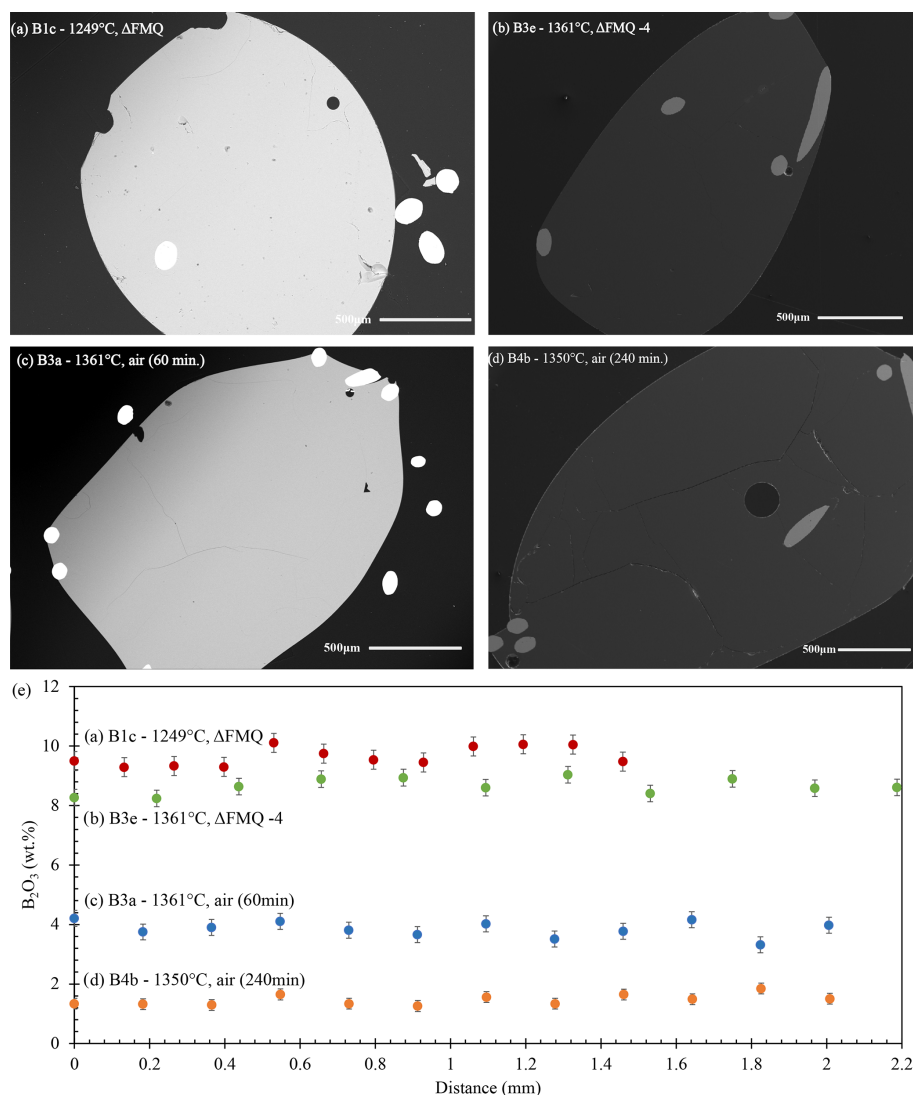 (a) B1c - 1249°C, ΔFMQ
500µm
(b) B3e - 1361°C, ΔFMQ -4
500µm
(c) B3a - 1361°C, air (60 min.)
500µm
(d) B4b - 1350°C, air (240 min.)
500µm
(e)
12
10
8
6
4
2
0
B₂O₃ (wt.%)
(a) B1c - 1249°C, ΔFMQ
(b) B3e - 1361°C, ΔFMQ -4
(c) B3a - 1361°C, air (60min)
(d) B4b - 1350°C, air (240min)
0 0.2 0.4 0.6 0.8 1 1.2 1.4 1.6 1.8 2 2.2
Distance (mm)